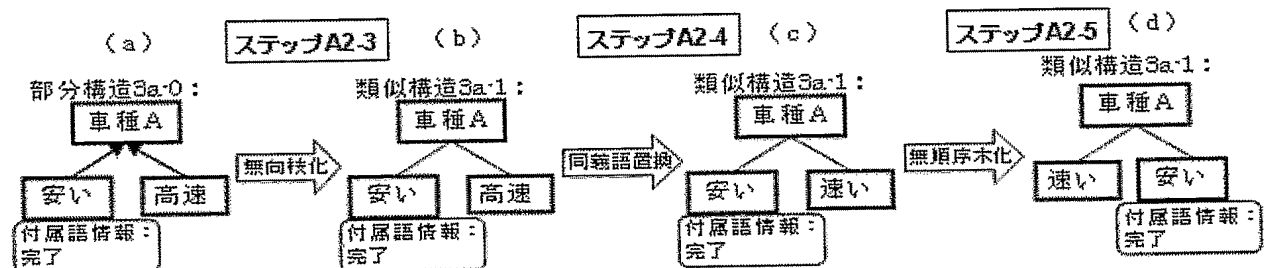 (a)
ステップA2-3
(b)
ステップA2-4
(c)
ステップA2-5
(d)
部分構造3a-0:
類似構造3a-1:
類似構造3a-1:
類似構造3a-1:
車種A
車種A
車種A
車種A
無向枝化
同義語置換
無順序木化
安い
高速
安い
高速
安い
速い
速い
安い
付属語情報:
完了
付属語情報:
完了
付属語情報:
完了
付属語情報:
完了